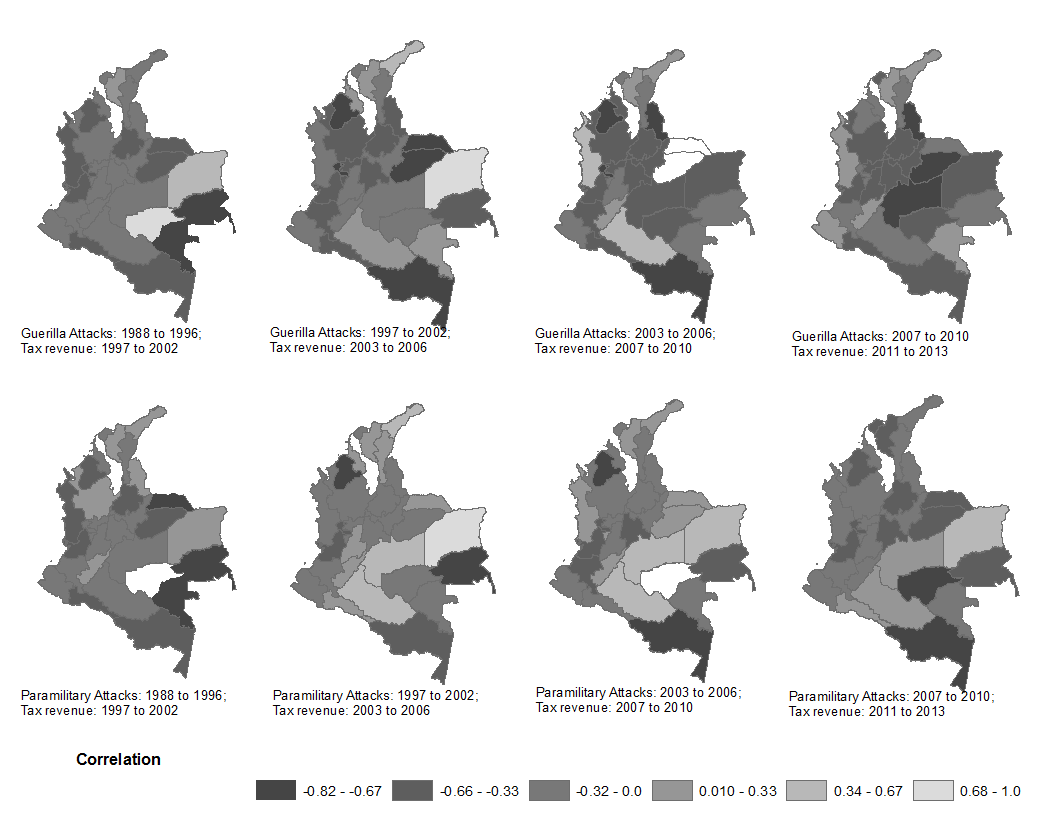 Guerilla Attacks: 1988 to 1996;
Tax revenue: 1997 to 2002
Guerilla Attacks: 1997 to 2002;
Tax revenue: 2003 to 2006
Guerilla Attacks: 2003 to 2006;
Tax revenue: 2007 to 2010
Guerilla Attacks: 2007 to 2010
Tax revenue: 2011 to 2013
Paramilitary Attacks: 1988 to 1996;
Tax revenue: 1997 to 2002
Paramilitary Attacks: 1997 to 2002;
Tax revenue: 2003 to 2006
Paramilitary Attacks: 2003 to 2006;
Tax revenue: 2007 to 2010
Paramilitary Attacks: 2007 to 2010;
Tax revenue: 2011 to 2013
Correlation
-0.82 - -0.67
-0.66 - -0.33
-0.32 - 0.0
0.010 - 0.33
0.34 - 0.67
0.68 - 1.0